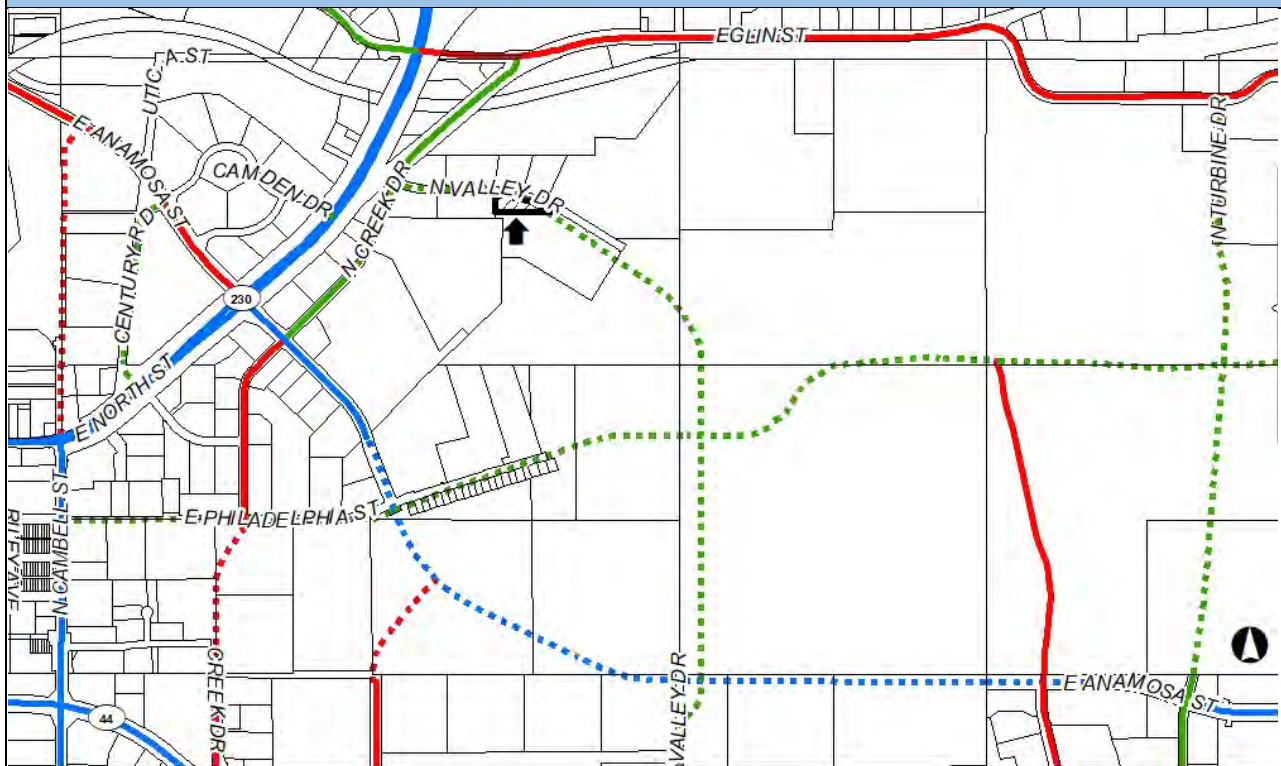 EGLIN ST
UTICA ST
E ANAMOSA ST
CAMDEN DR
N CREEK DR
N VALLEY DR
N TURBINE DR
CENTURY RD
230
E NORTH ST
E PHILADELPHIA ST
N CAMBELL ST
RILEY AVE
CREEK DR
VALLEY DR
E ANAMOSA ST
44